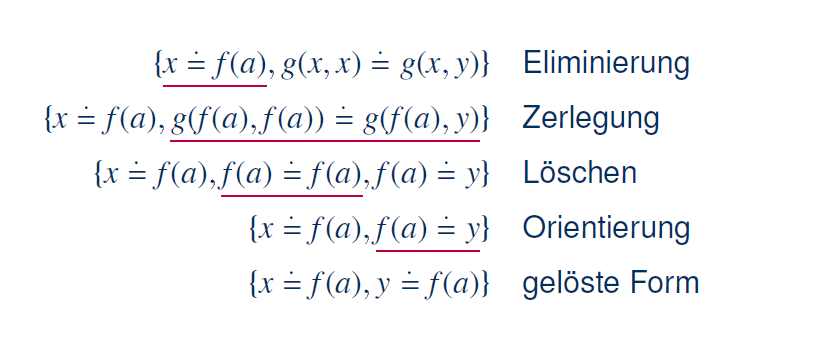 {x ≐ f(a), g(x, x) ≐ g(x, y)} Eliminierung
{x ≐ f(a), g(f(a), f(a)) ≐ g(f(a), y)} Zerlegung
{x ≐ f(a), f(a) ≐ f(a), f(a) ≐ y} Löschen
{x ≐ f(a), f(a) ≐ y} Orientierung
{x ≐ f(a), y ≐ f(a)} gelöste Form